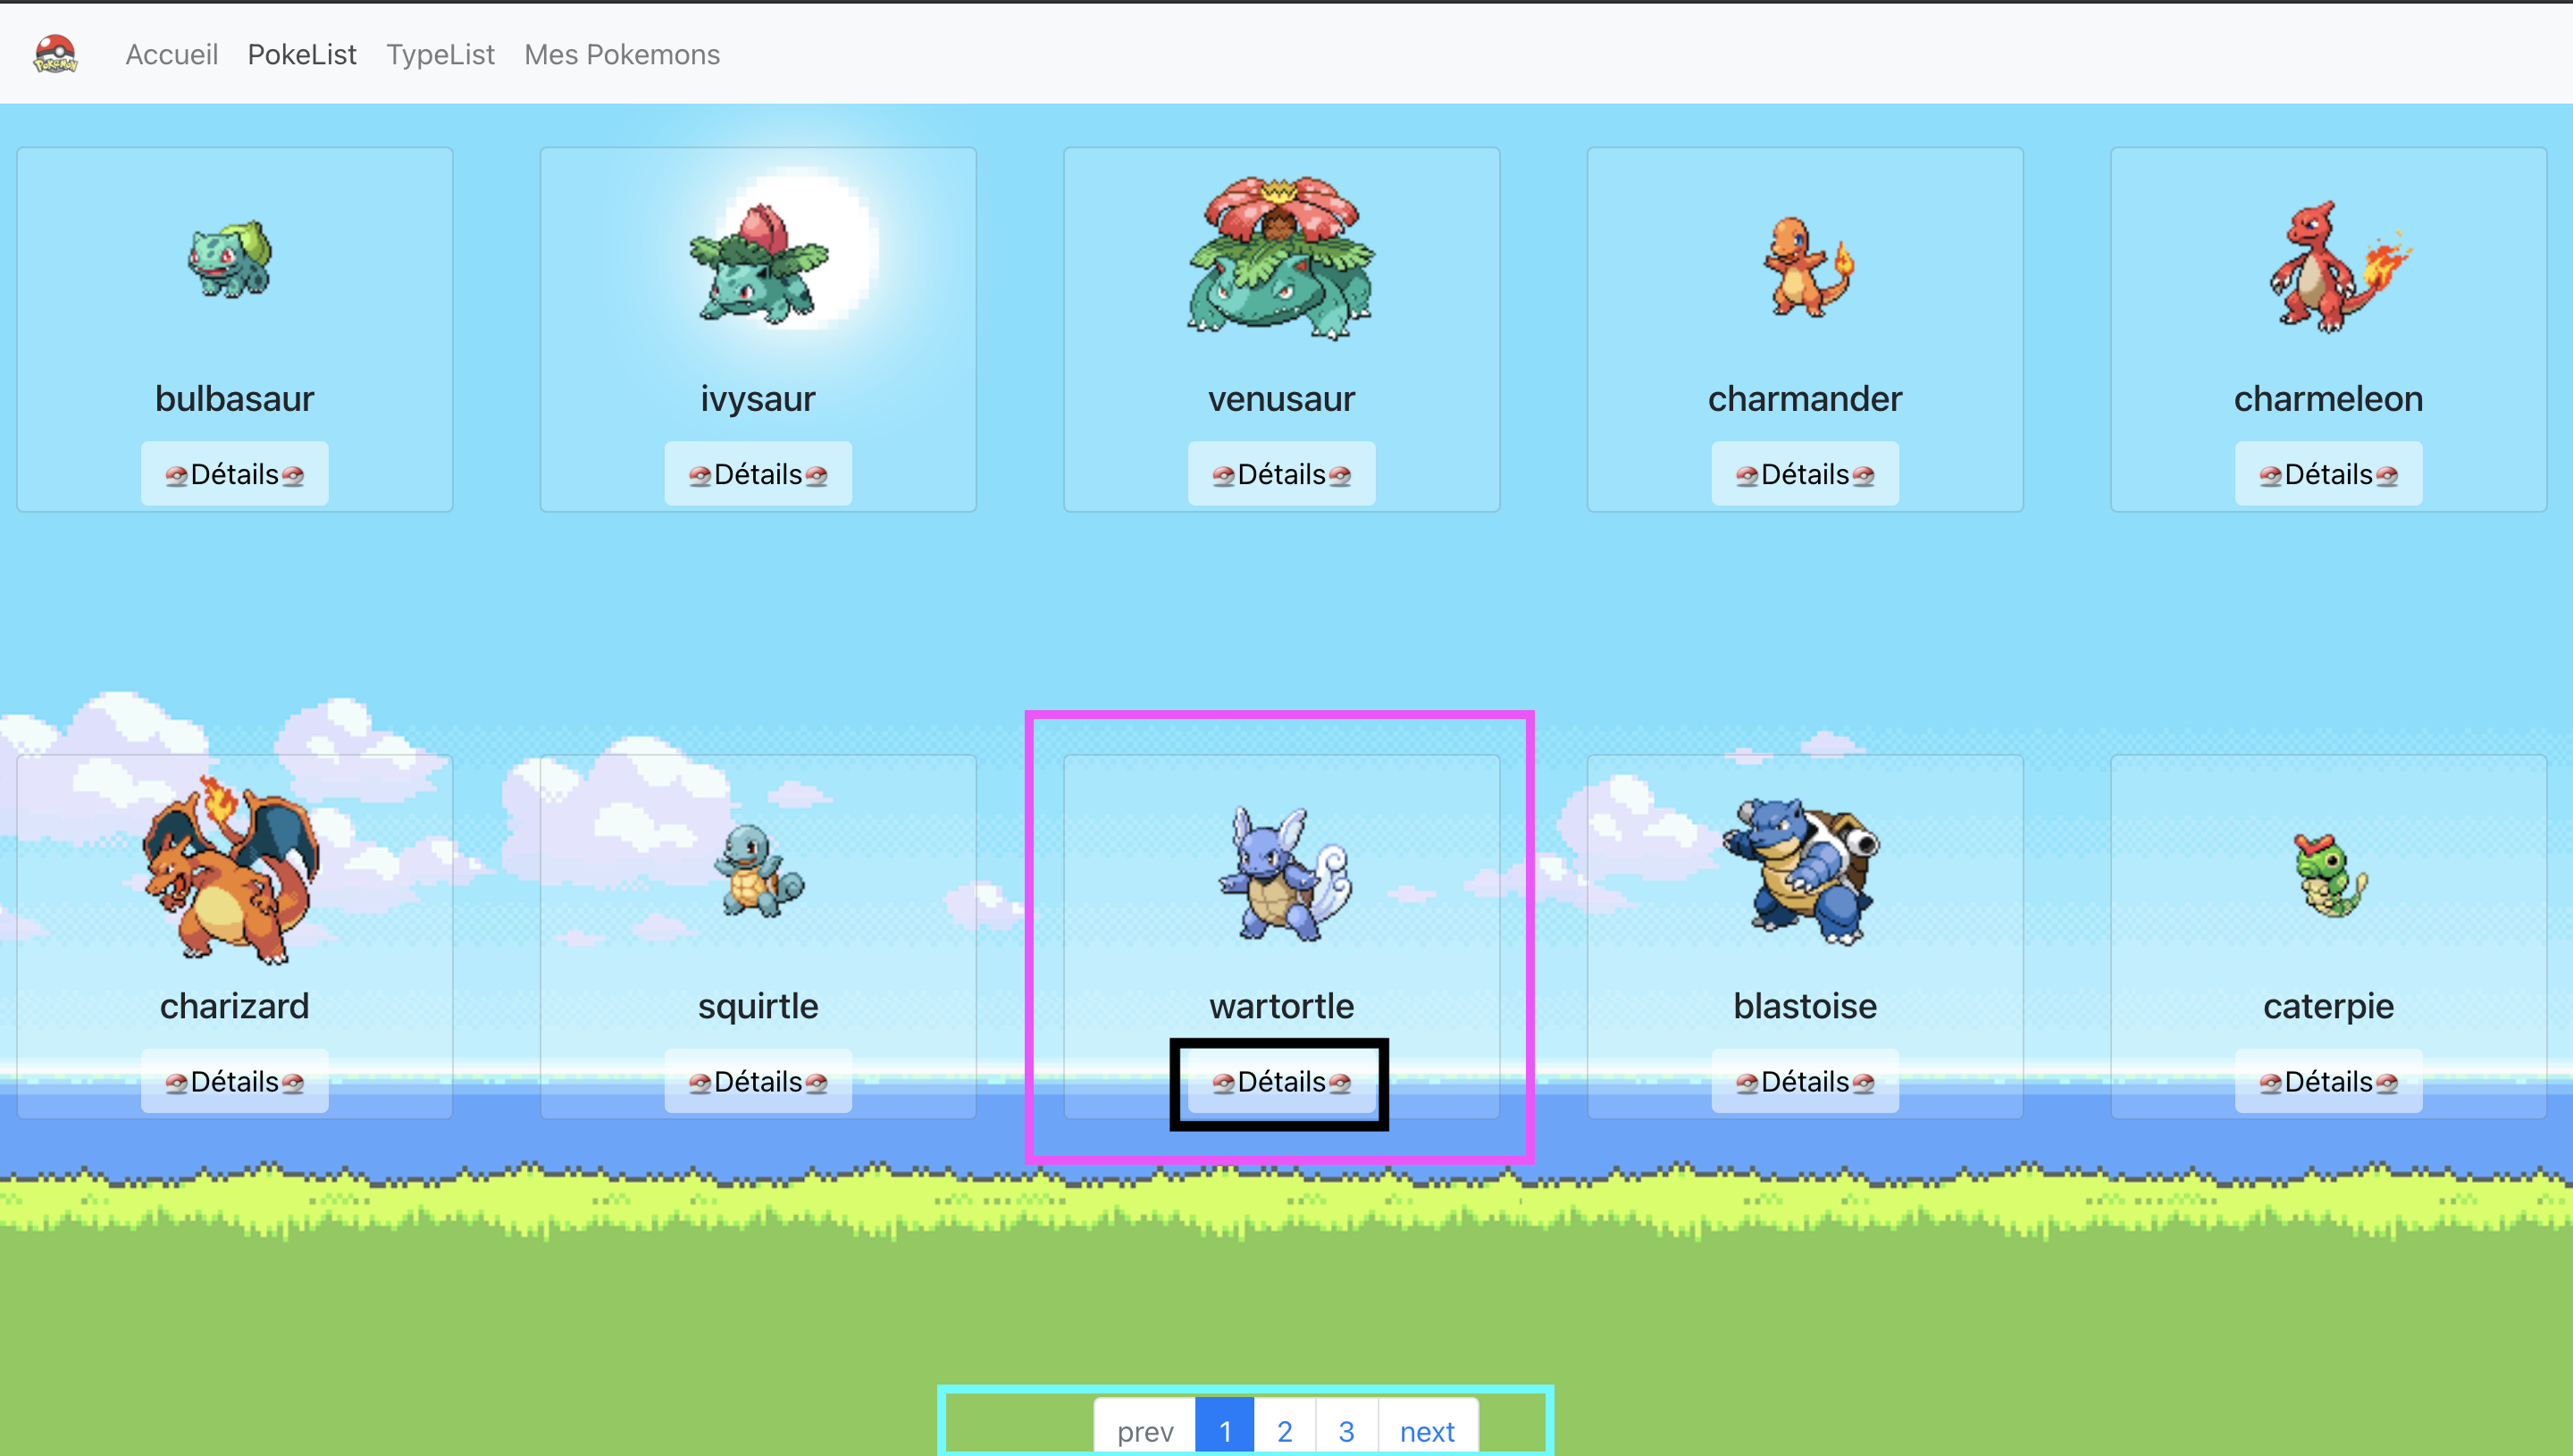 POKéMON
Accueil PokeList TypeList Mes Pokemons
bulbasaur ivysaur venusaur charmander charmeleon
Détails Détails Détails Détails Détails
charizard squirtle wartortle blastoise caterpie
Détails Détails Détails Détails Détails
prev 1 2 3 next